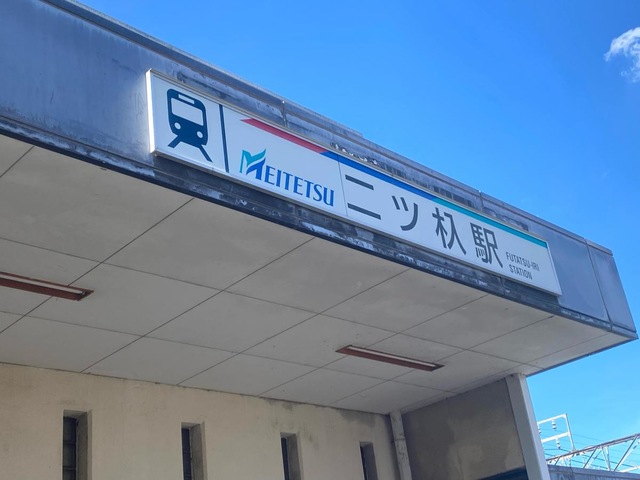 MEITETSU
二ツ杁駅
FUTATSU-IRI
STATION